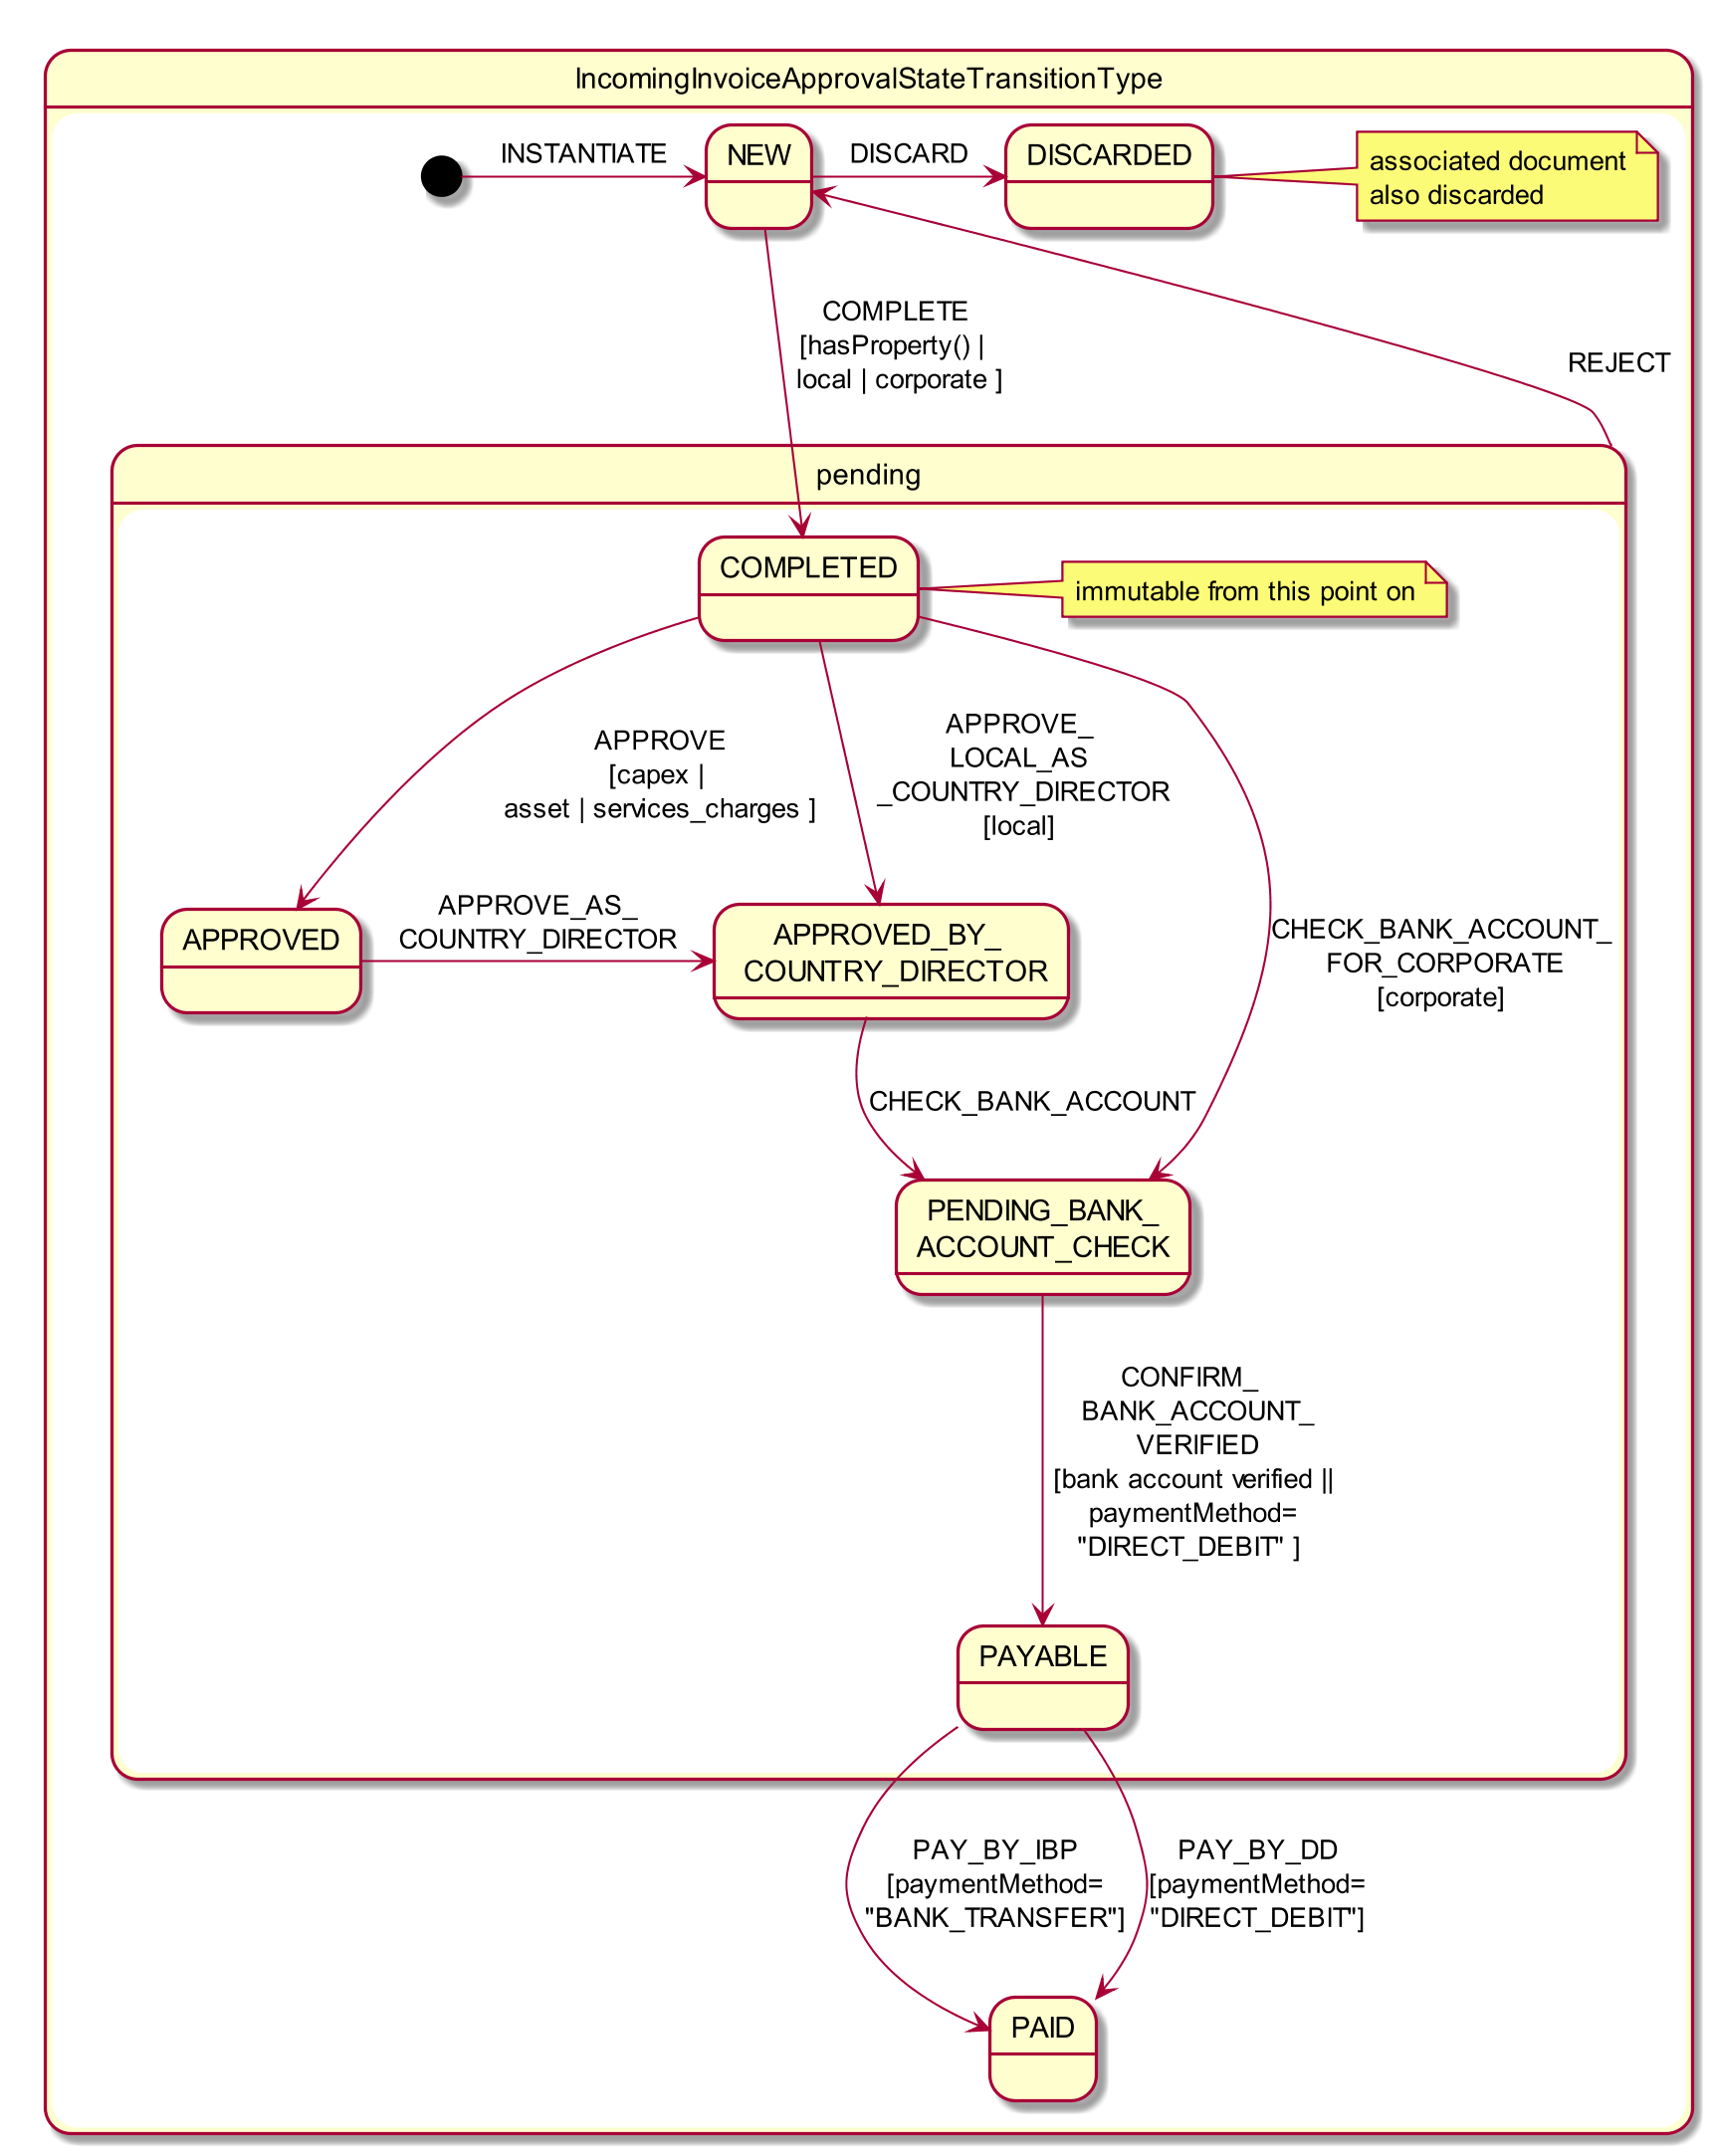 IncomingInvoiceApprovalStateTransitionType
INSTANTIATE
NEW
DISCARD
DISCARDED
associated document
also discarded
COMPLETE
[hasProperty() |
local | corporate ]
REJECT
pending
COMPLETED
immutable from this point on
APPROVE
[capex |
asset | services_charges ]
APPROVE_
LOCAL_AS
_COUNTRY_DIRECTOR
[local]
CHECK_BANK_ACCOUNT_
FOR_CORPORATE
[corporate]
APPROVED
APPROVE_AS_
COUNTRY_DIRECTOR
APPROVED_BY_
COUNTRY_DIRECTOR
CHECK_BANK_ACCOUNT
PENDING_BANK_
ACCOUNT_CHECK
CONFIRM_
BANK_ACCOUNT_
VERIFIED
[bank account verified ||
paymentMethod=
"DIRECT_DEBIT" ]
PAYABLE
PAY_BY_IBP
[paymentMethod=
"BANK_TRANSFER"]
PAY_BY_DD
[paymentMethod=
"DIRECT_DEBIT"]
PAID